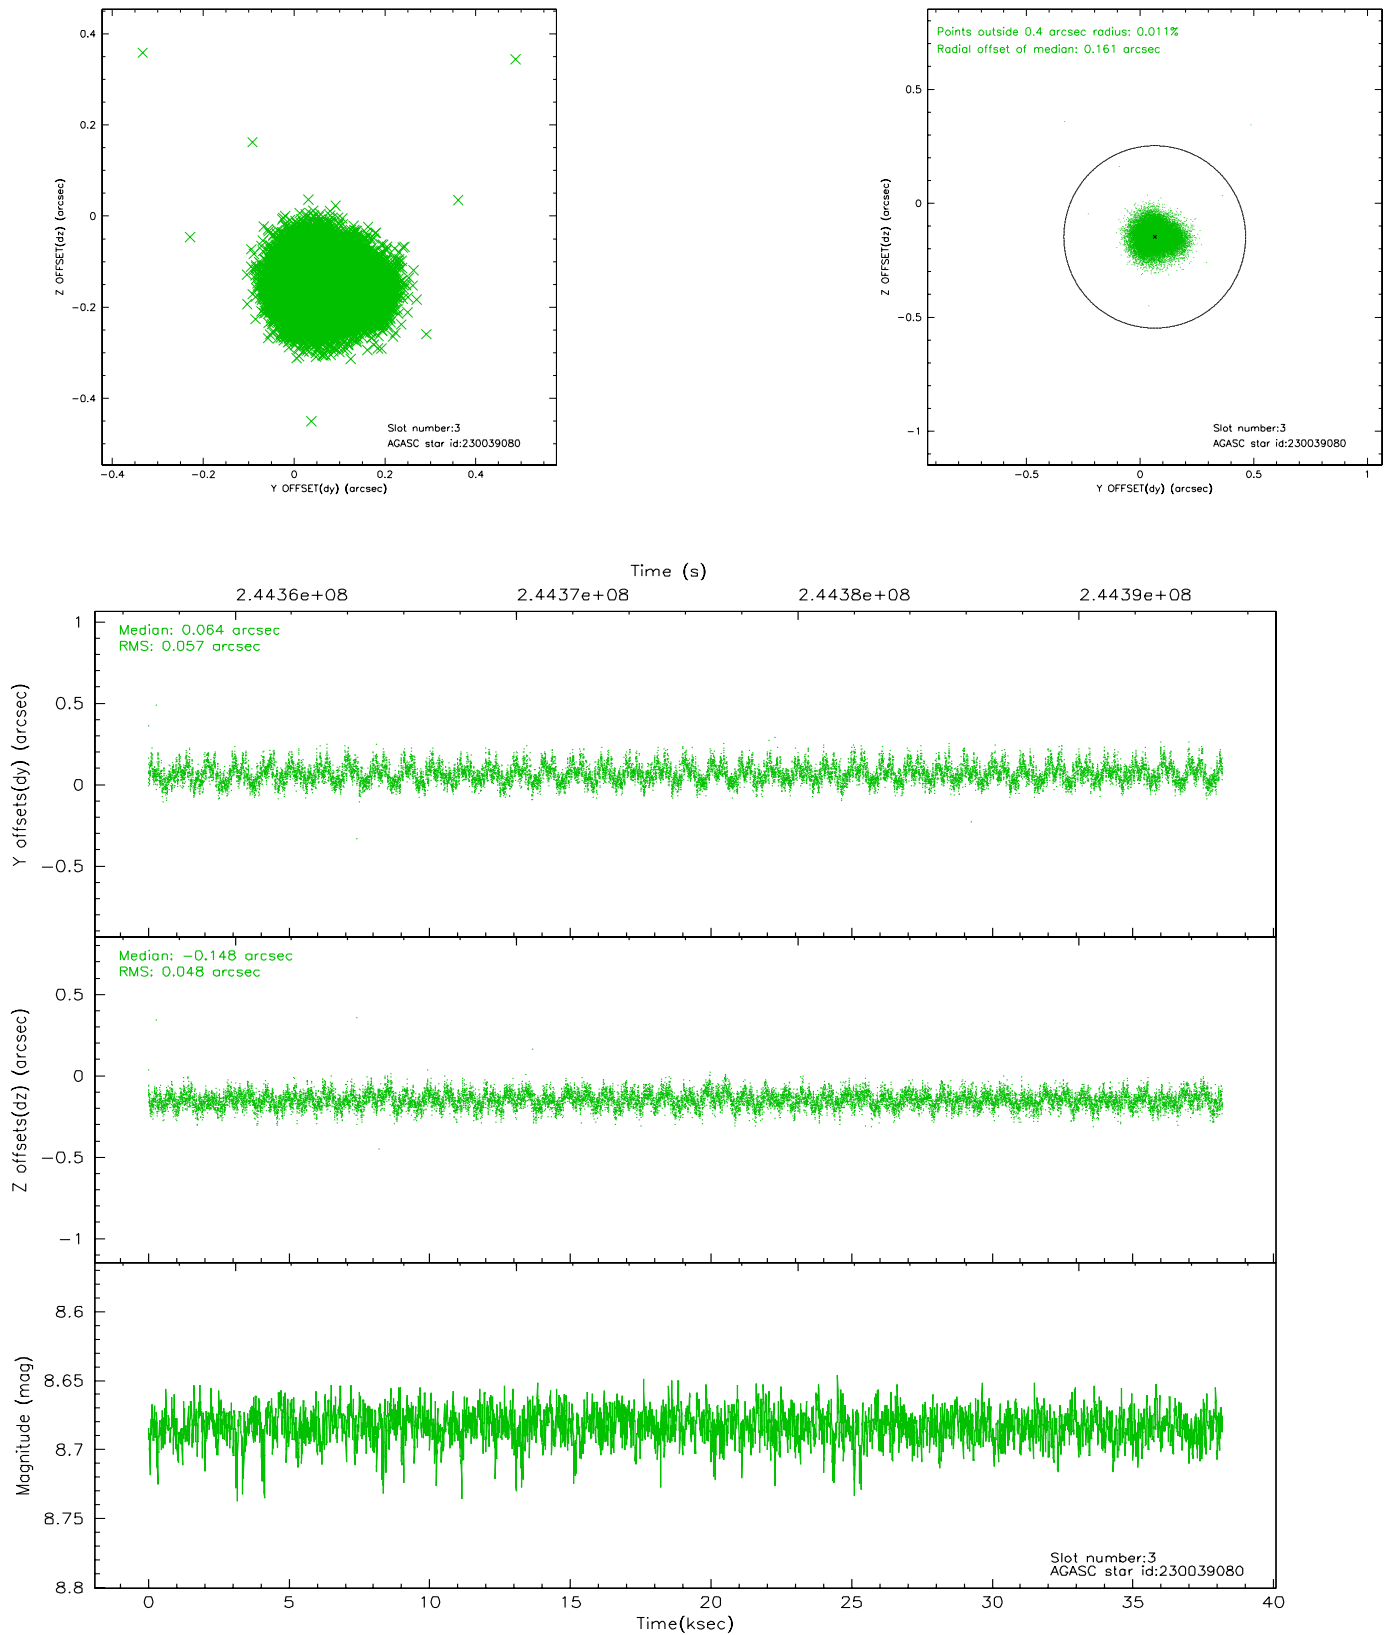 0.4
0.2
0
−0.2
−0.4
Z OFFSET(dz) (arcsec)
−0.4
−0.2
0
0.2
0.4
Y OFFSET(dy) (arcsec)
Slot number:3
AGASC star id:230039080
Points outside 0.4 arcsec radius: 0.011%
Radial offset of median: 0.161 arcsec
0.5
0
−0.5
−1
Z OFFSET(dz) (arcsec)
−0.5
0
0.5
1
Y OFFSET(dy) (arcsec)
Slot number:3
AGASC star id:230039080
Time (s)
2.4436e+08
2.4437e+08
2.4438e+08
2.4439e+08
Median: 0.064 arcsec
RMS: 0.057 arcsec
1
0.5
0
−0.5
Y offsets(dy) (arcsec)
Median: −0.148 arcsec
RMS: 0.048 arcsec
0.5
0
−0.5
−1
Z offsets(dz) (arcsec)
8.6
8.65
8.7
8.75
8.8
Magnitude (mag)
Slot number:3
AGASC star id:230039080
0
5
10
15
20
25
30
35
40
Time(ksec)